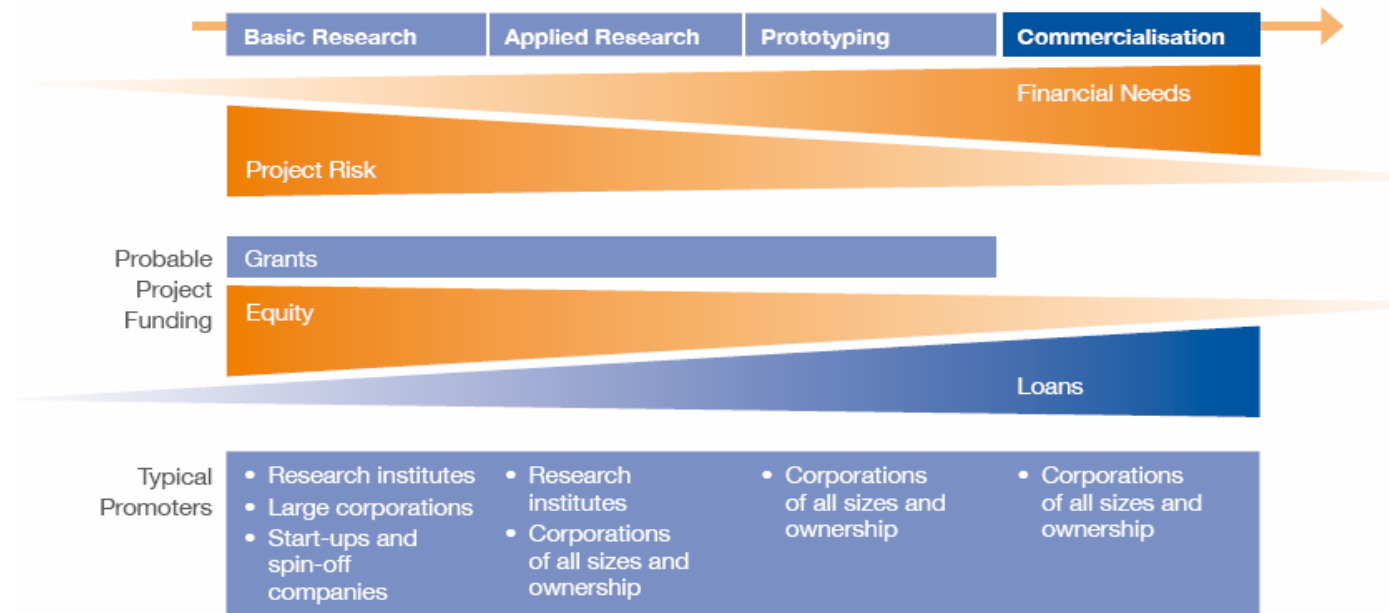 Basic Research
Applied Research
Prototyping
Commercialisation
Financial Needs
Project Risk
Probable
Project
Funding
Grants
Equity
Loans
Typical
Promoters
• Research institutes
• Large corporations
• Start-ups and
spin-off
companies
• Research
institutes
• Corporations
of all sizes and
ownership
• Corporations
of all sizes and
ownership
• Corporations
of all sizes and
ownership